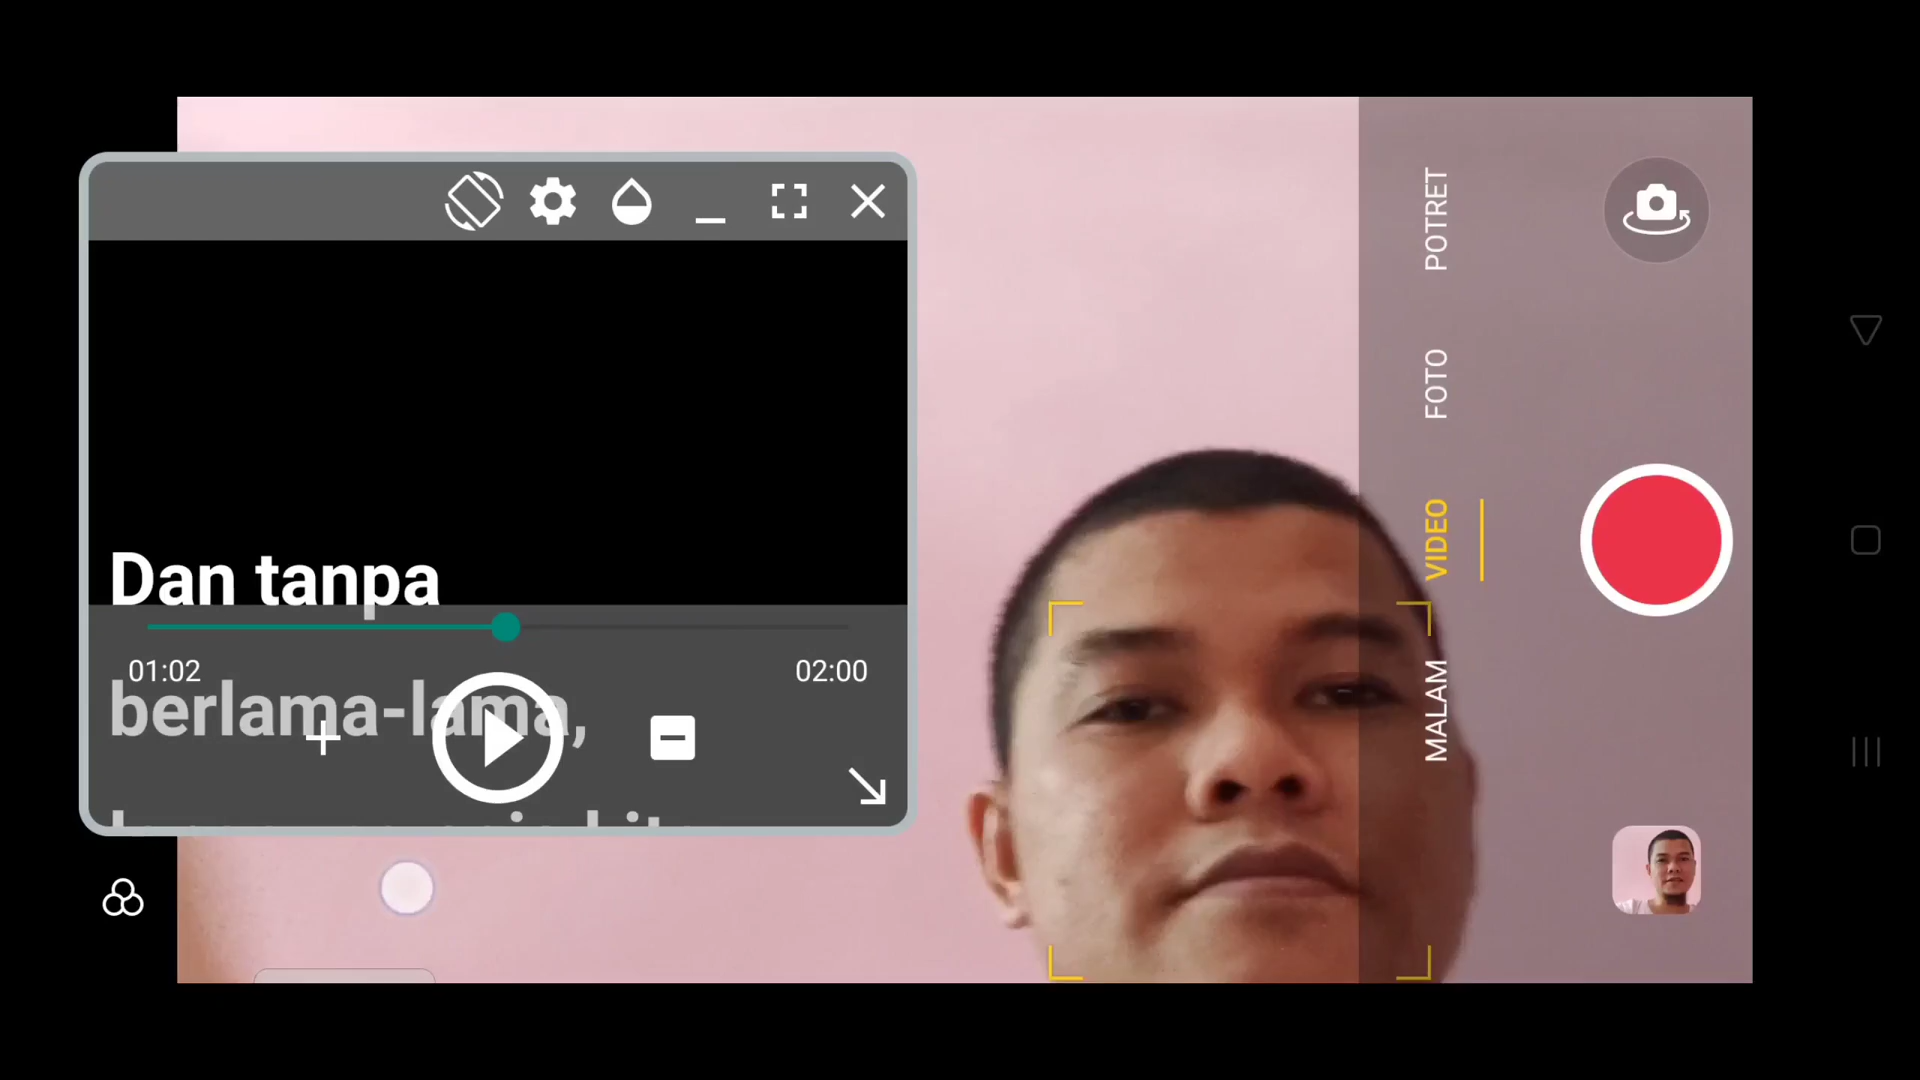 Dan tanpa
01:02
02:00
berlama-lama,
POTRET
FOTO
VIDEO
MALAM